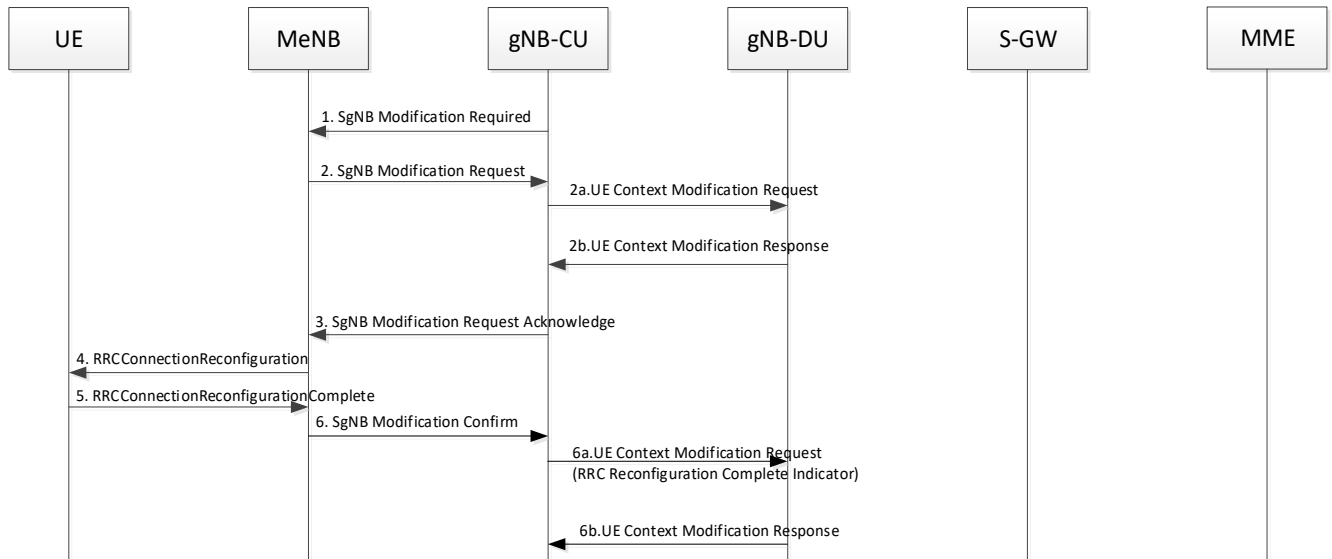 UE
MeNB
gNB-CU
gNB-DU
S-GW
MME
1. SgNB Modification Required
2. SgNB Modification Request
2a.UE Context Modification Request
2b.UE Context Modification Response
3. SgNB Modification Request Acknowledge
4. RRCConnectionReconfiguration
5. RRCConnectionReconfigurationComplete
6. SgNB Modification Confirm
6a.UE Context Modification Request
(RRC Reconfiguration Complete Indicator)
6b.UE Context Modification Response